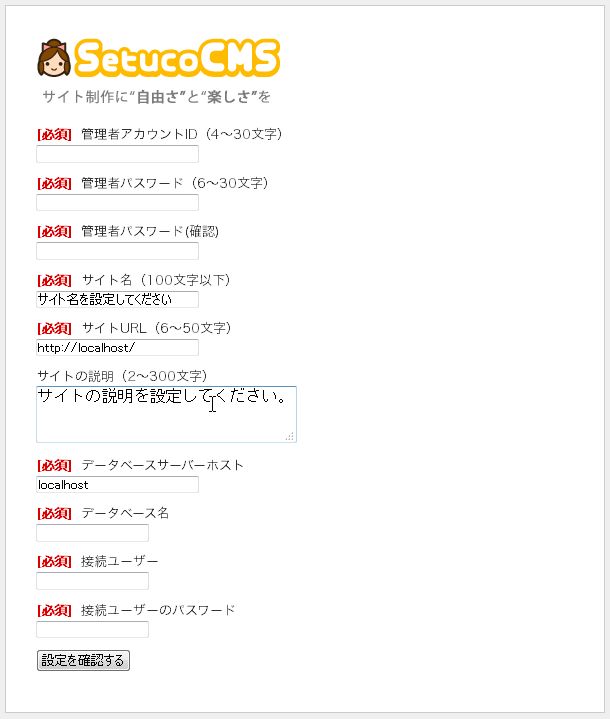 SetucoCMS
サイト制作に“自由さ”と“楽しさ”を
[必須] 管理者アカウントID（4～30文字）
[必須] 管理者パスワード（6～30文字）
[必須] 管理者パスワード(確認)
[必須] サイト名（100文字以下）
サイト名を設定してください
[必須] サイトURL（6～50文字）
http://localhost/
サイトの説明（2～300文字）
サイトの説明を設定してください。
[必須] データベースサーバーホスト
localhost
[必須] データベース名
[必須] 接続ユーザー
[必須] 接続ユーザーのパスワード
設定を確認する